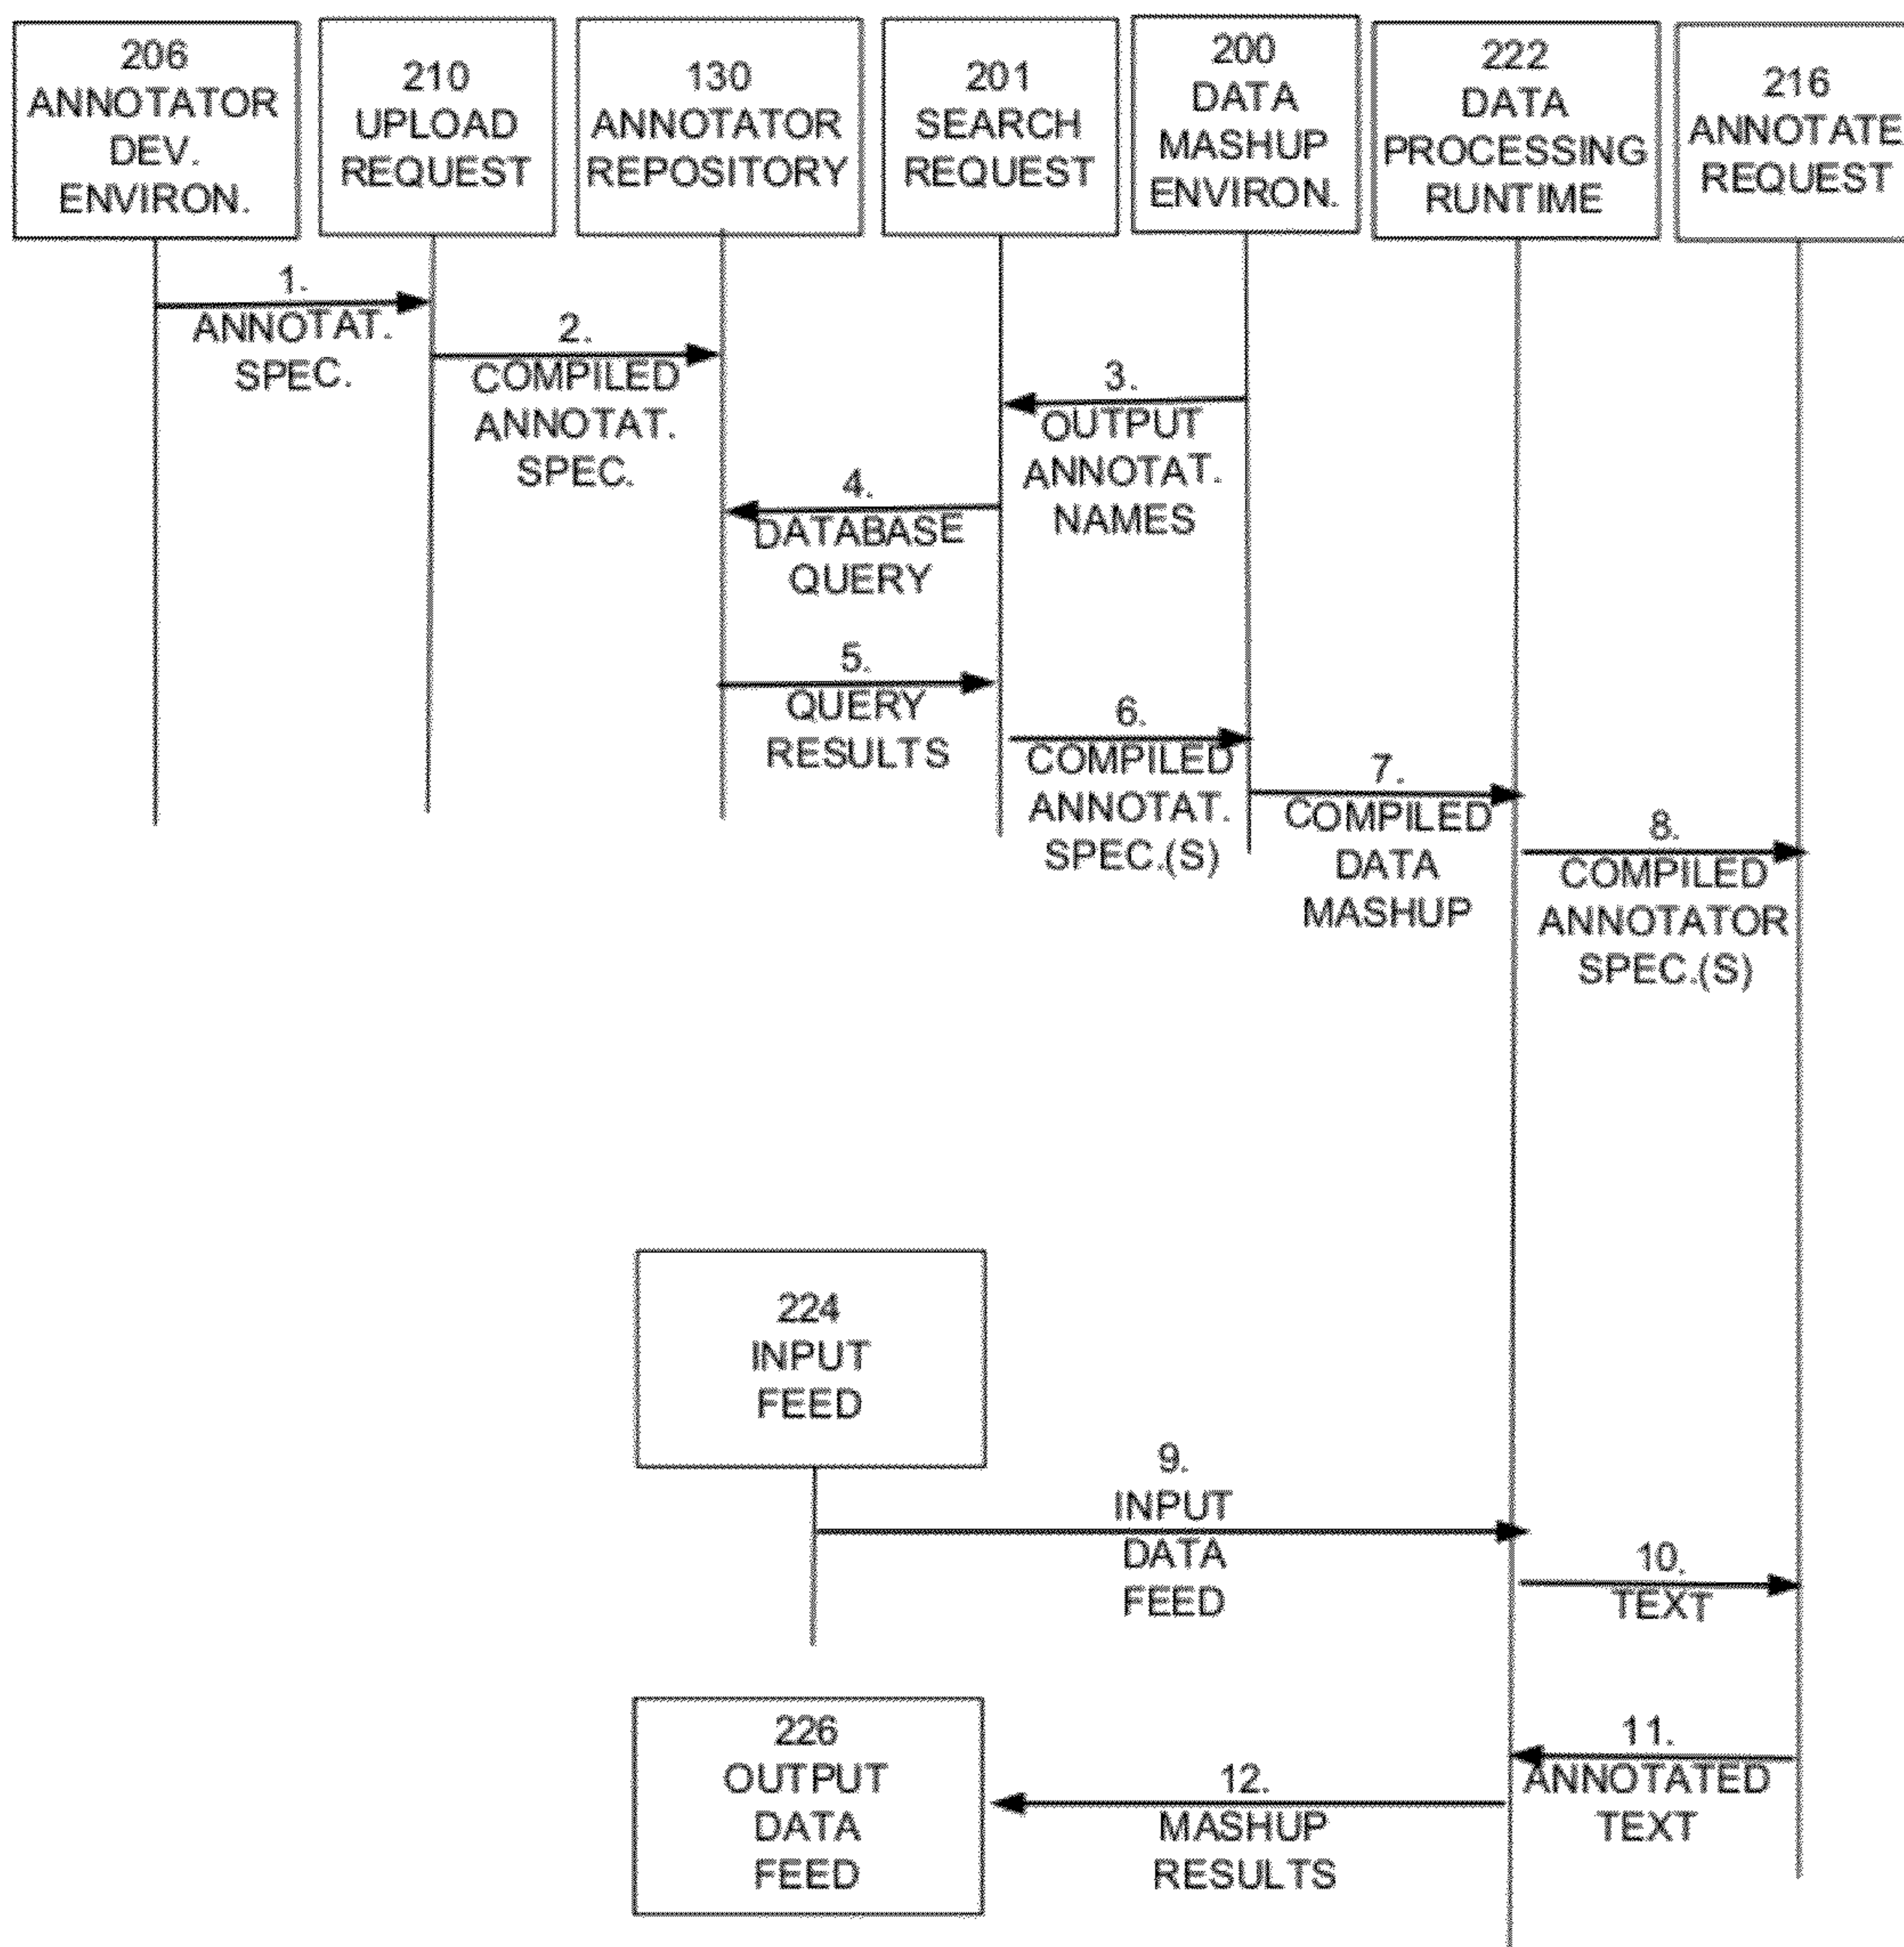 206
ANNOTATOR
DEV.
ENVIRON.
210
UPLOAD
REQUEST
130
ANNOTATOR
REPOSITORY
201
SEARCH
REQUEST
200
DATA
MASHUP
ENVIRON.
222
DATA
PROCESSING
RUNTIME
216
ANNOTATE
REQUEST
1.
ANNOTAT.
SPEC.
2.
COMPILED
ANNOTAT.
SPEC.
3.
OUTPUT
ANNOTAT.
NAMES
4.
DATABASE
QUERY
5.
QUERY
RESULTS
6.
COMPILED
ANNOTAT.
SPEC.(S)
7.
COMPILED
DATA
MASHUP
8.
COMPILED
ANNOTATOR
SPEC.(S)
224
INPUT
FEED
9.
INPUT
DATA
FEED
10.
TEXT
226
OUTPUT
DATA
FEED
11.
ANNOTATED
TEXT
12.
MASHUP
RESULTS